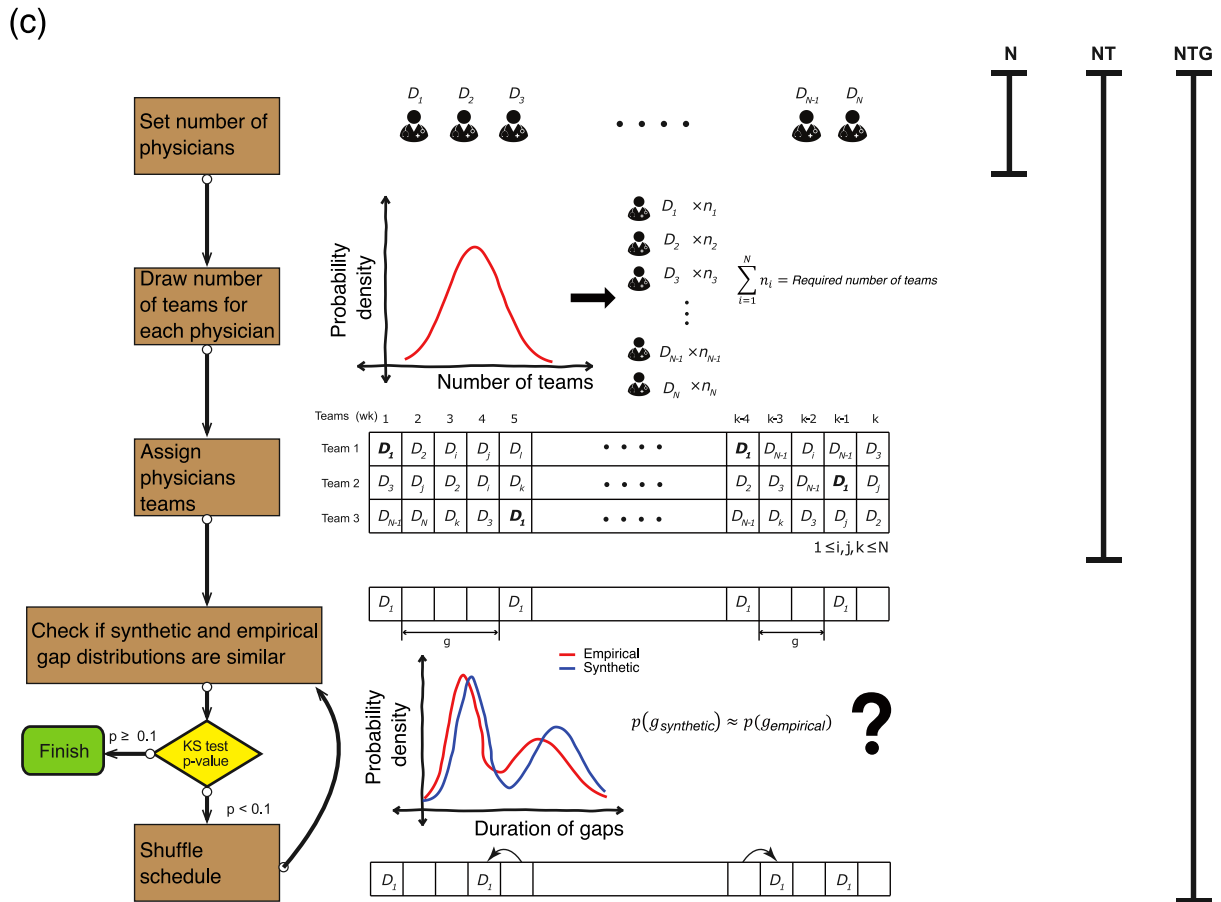 (c)
N NT NTG
Set number of
physicians
D1 D2 D3 • • • • DN-1 DN
Draw number
of teams for
each physician
Probability
density
Number of teams
D1 ×n1
D2 ×n2
D3 ×n3
DN-1 ×nN-1
DN ×nN
∑ N i=1 ni = Required number of teams
Assign
physicians
teams
Teams (wk) 1 2 3 4 5 k-4 k-3 k-2 k-1 k
Team 1 D1 D2 Di Dj Dl • • • • D1 DN-1 Di DN-1 D3
Team 2 D3 Dj D2 Di Dk • • • • D2 D3 DN-1 D1 Dj
Team 3 DN-1 DN Dk D3 D1 • • • • DN-1 Dk D3 Dj D2
1 ≤i,j,k ≤N
Check if synthetic and empirical
gap distributions are similar
D1 D1 D1 D1
g g
Empirical
Synthetic
Probability
density
Duration of gaps
p(gsynthetic) ≈ p(gempirical) ?
KS test
p-value
p ≥ 0.1
Finish
p < 0.1
Shuffle
schedule
D1 D1 D1 D1